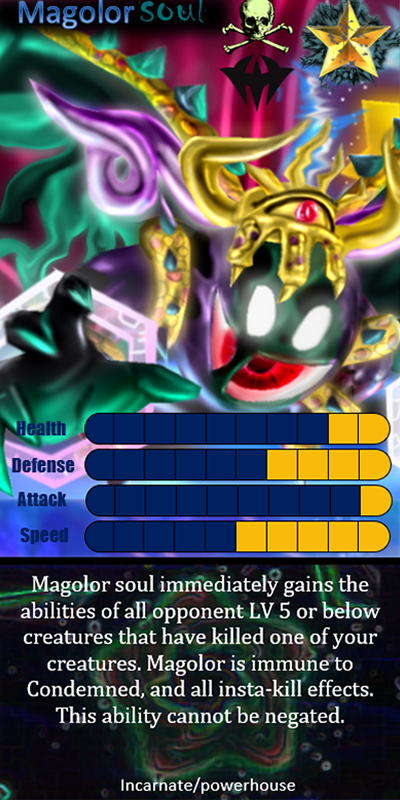 Magolor Soul
Health
Defense
Attack
Speed
Magolor soul immediately gains the
abilities of all opponent LV 5 or below
creatures that have killed one of your
creatures. Magolor is immune to
Condemned, and all insta-kill effects.
This ability cannot be negated.
Incarnate/powerhouse